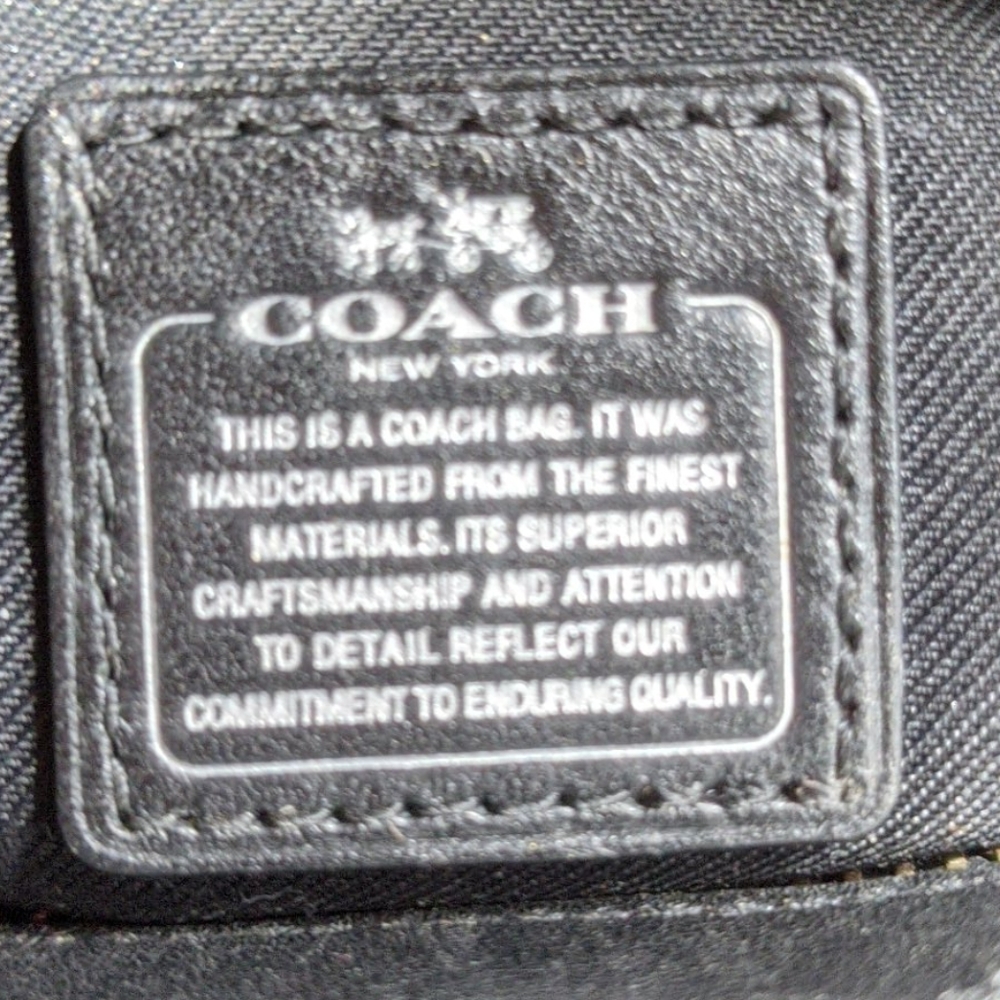 COACH
NEW YORK
THIS IS A COACH BAG. IT WAS
HANDCRAFTED FROM THE FINEST
MATERIALS. ITS SUPERIOR
CRAFTSMANSHIP AND ATTENTION
TO DETAIL REFLECT OUR
COMMITMENT TO ENDURING QUALITY.